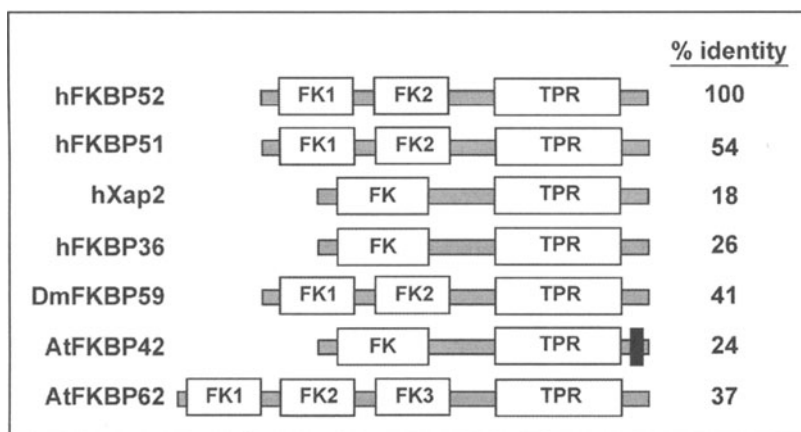 % identity
hFKBP52 FK1 FK2 TPR 100
hFKBP51 FK1 FK2 TPR 54
hXap2 FK TPR 18
hFKBP36 FK TPR 26
DmFKBP59 FK1 FK2 TPR 41
AtFKBP42 FK TPR 24
AtFKBP62 FK1 FK2 FK3 TPR 37